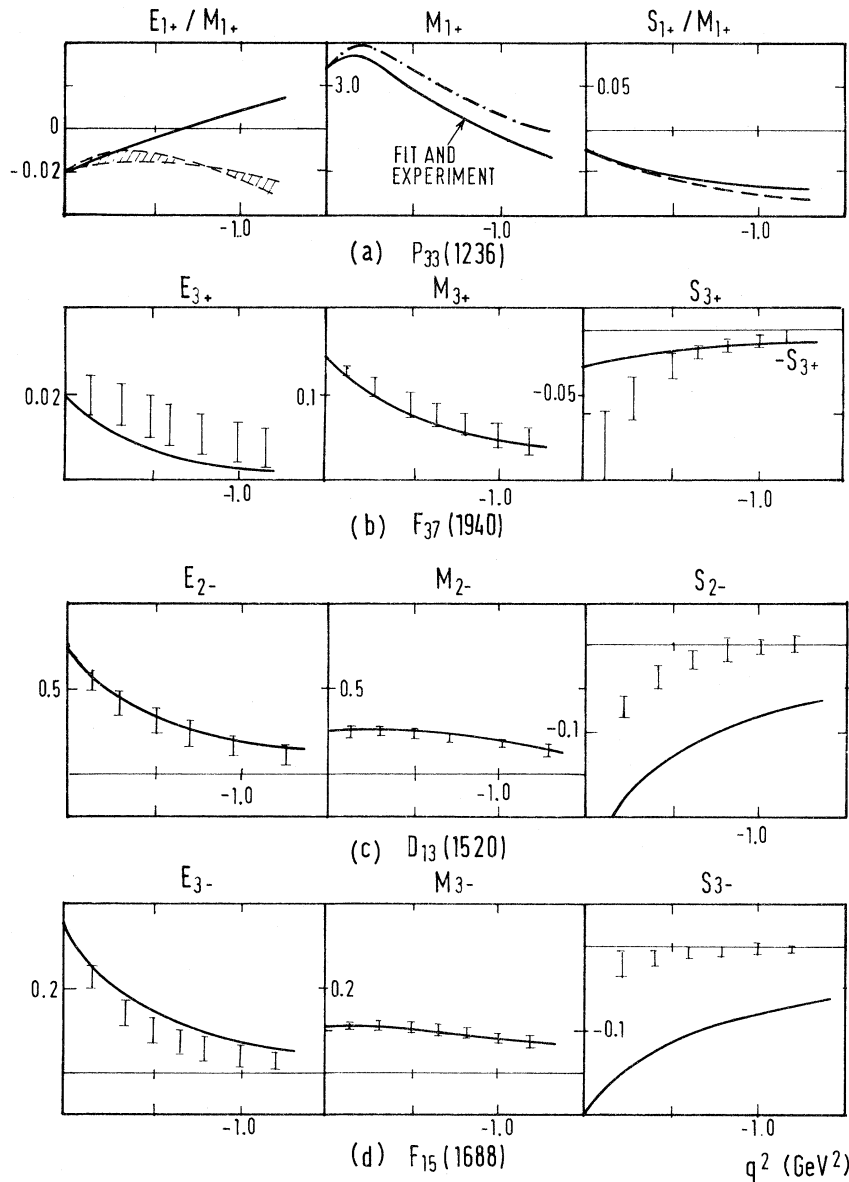 E₁₊ / M₁₊ M₁₊ S₁₊ / M₁₊
0.05
3.0
0
-0.02
FIT AND
EXPERIMENT
-1.0 -1.0 -1.0
(a) P₃₃(1236)
E₃₊ M₃₊ S₃₊
-S₃₊
0.02 0.1 -0.05
-1.0 -1.0 -1.0
(b) F₃₇(1940)
E₂₋ M₂₋ S₂₋
0.5 0.5
-0.1
-1.0 -1.0
-1.0
(c) D₁₃(1520)
E₃₋ M₃₋ S₃₋
0.2 0.2
-0.1
-1.0 -1.0 -1.0
(d) F₁₅(1688) q² (GeV²)